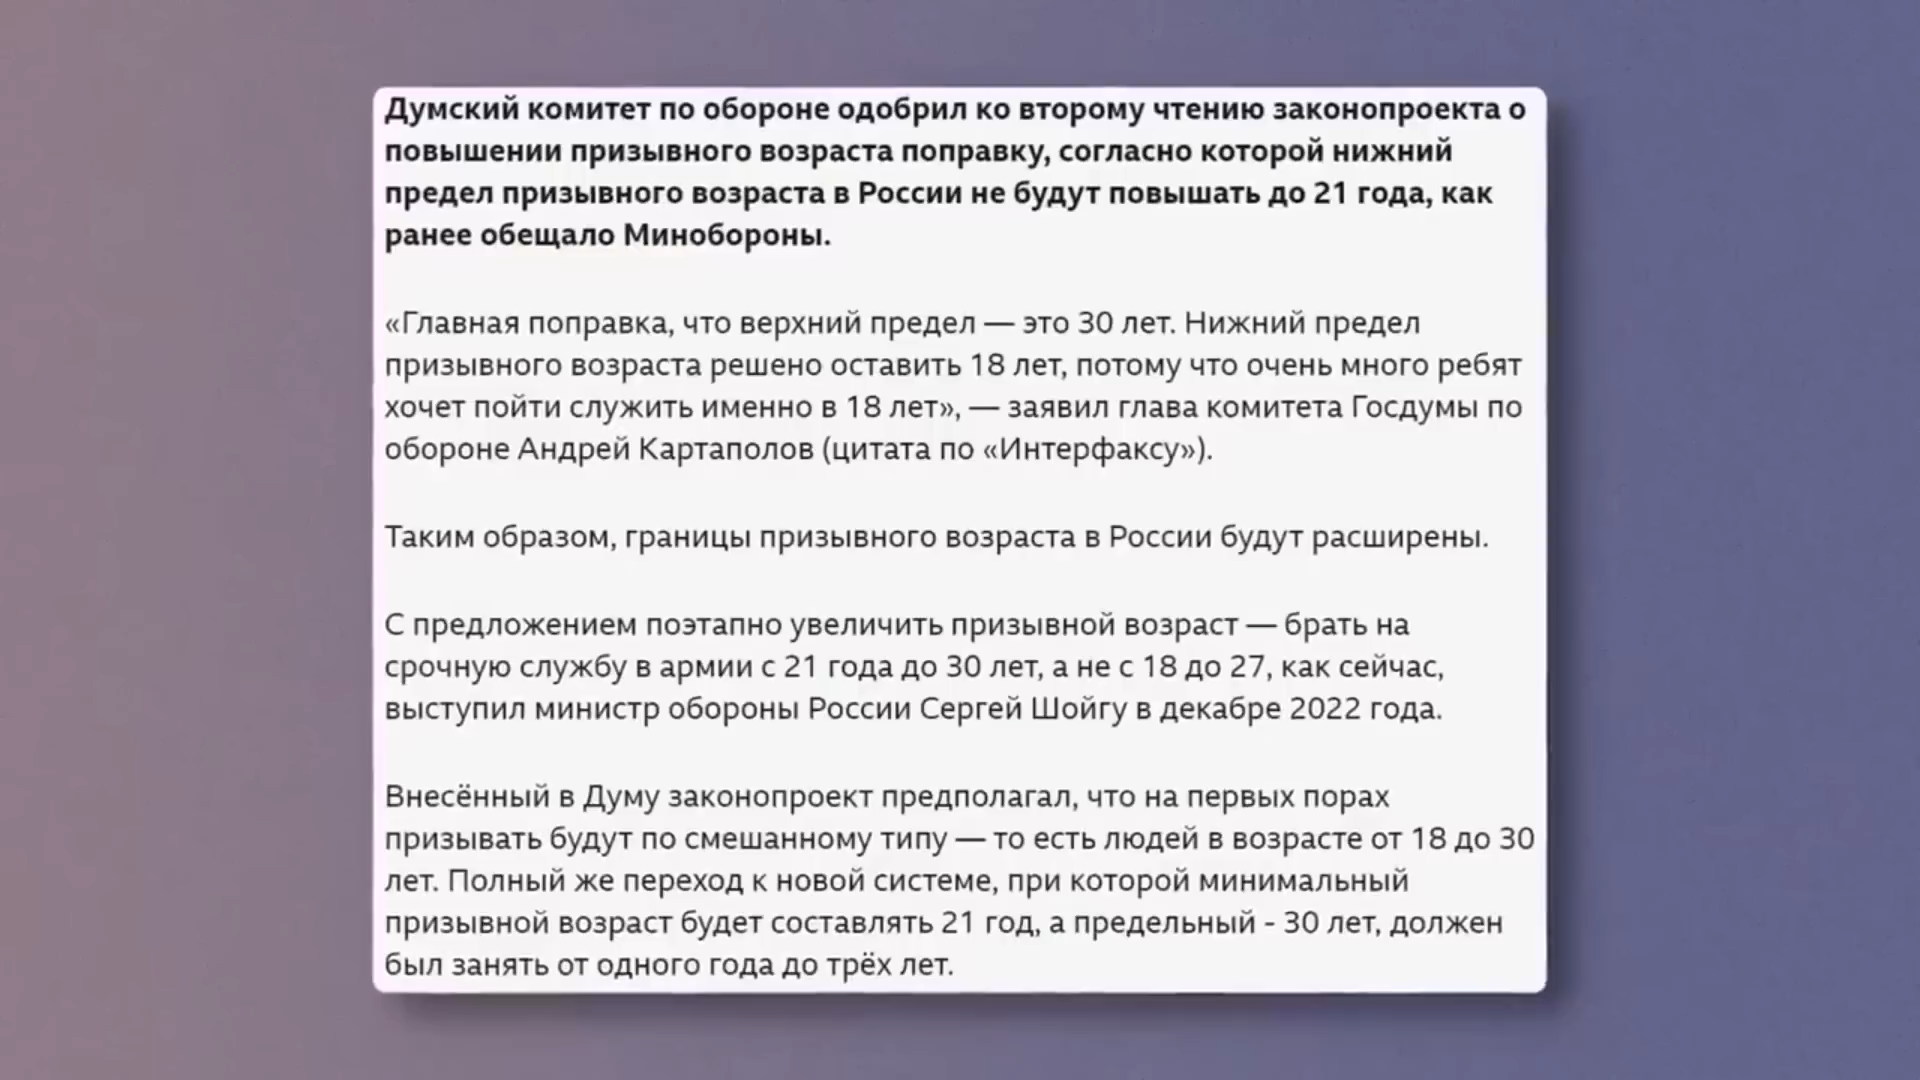 Думский комитет по обороне одобрил ко второму чтению законопроекта о
повышении призывного возраста поправку, согласно которой нижний
предел призывного возраста в России не будут повышать до 21 года, как
ранее обещало Минобороны.
«Главная поправка, что верхний предел — это 30 лет. Нижний предел
призывного возраста решено оставить 18 лет, потому что очень много ребят
хочет пойти служить именно в 18 лет», — заявил глава комитета Госдумы по
обороне Андрей Картаполов (цитата по «Интерфаксу»).
Таким образом, границы призывного возраста в России будут расширены.
С предложением поэтапно увеличить призывной возраст — брать на
срочную службу в армии с 21 года до 30 лет, а не с 18 до 27, как сейчас,
выступил министр обороны России Сергей Шойгу в декабре 2022 года.
Внесённый в Думу законопроект предполагал, что на первых порах
призывать будут по смешанному типу — то есть людей в возрасте от 18 до 30
лет. Полный же переход к новой системе, при которой минимальный
призывной возраст будет составлять 21 год, а предельный - 30 лет, должен
был занять от одного года до трёх лет.